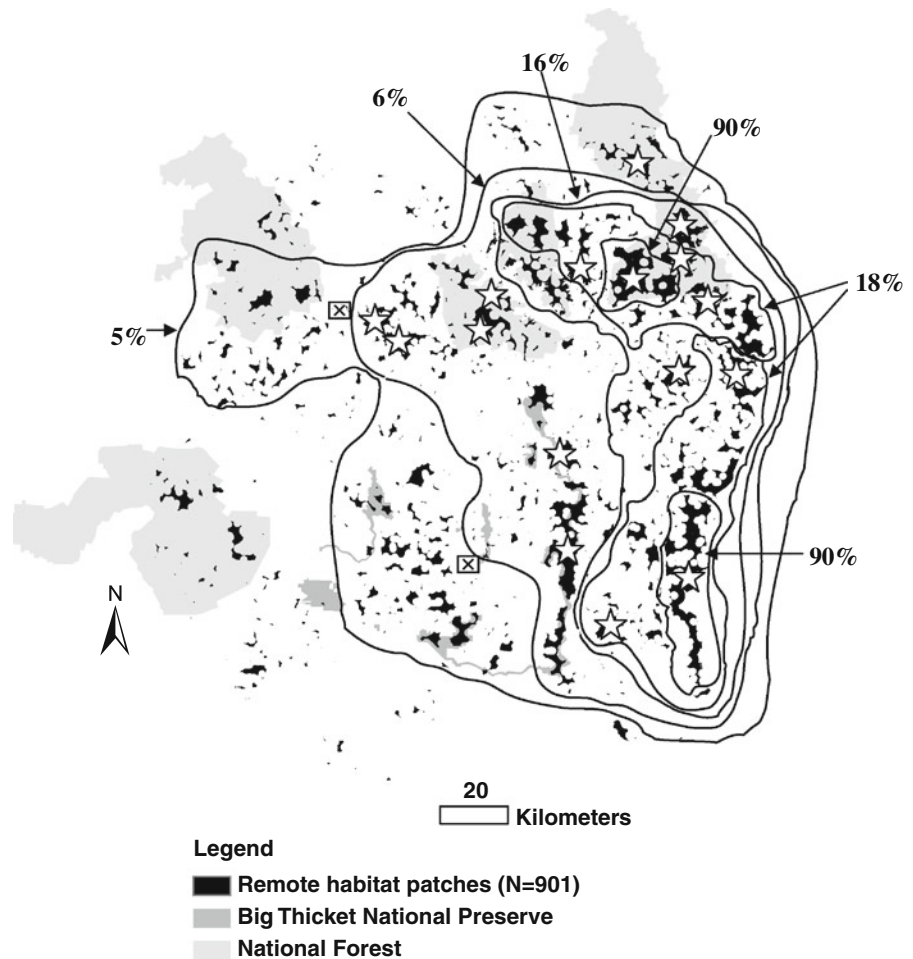 16%
6%
90%
18%
5%
90%
N
20
Kilometers
Legend
Remote habitat patches (N=901)
Big Thicket National Preserve
National Forest